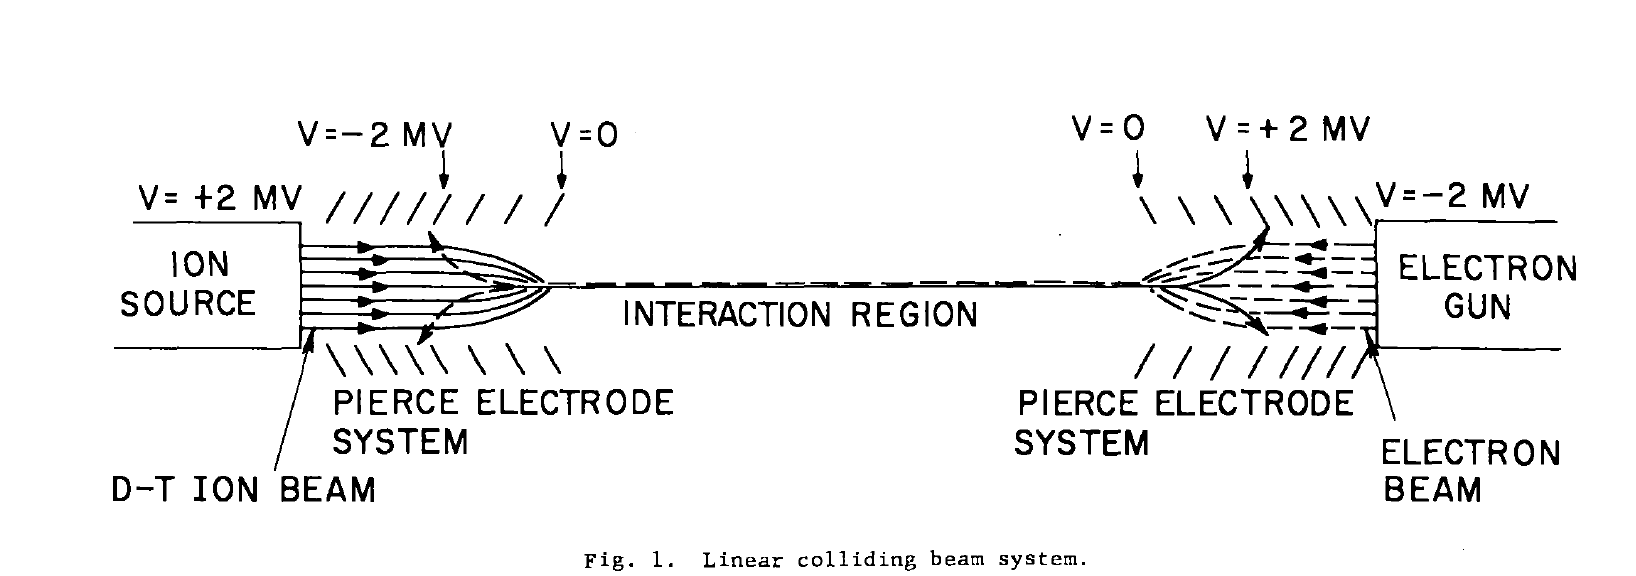 V=-2 MV
V=0
V=0
V=+2 MV
V= +2 MV
V=-2 MV
ION
SOURCE
ELECTRON
GUN
INTERACTION REGION
PIERCE ELECTRODE
SYSTEM
PIERCE ELECTRODE
SYSTEM
D-T ION BEAM
ELECTRON
BEAM
Fig. 1. Linear colliding beam system.